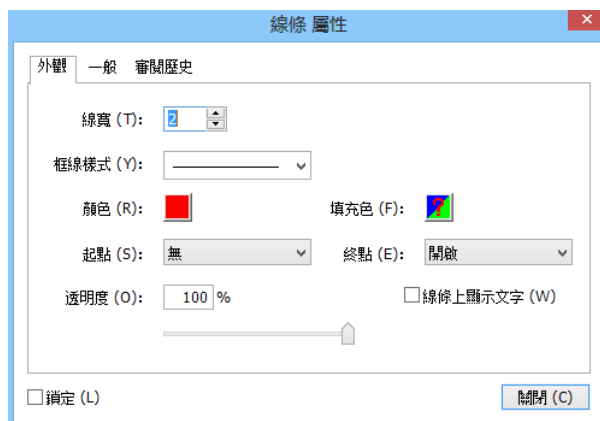 線條 屬性
外觀 一般 審閱歷史
線寬 (T): 2
框線樣式 (Y):
顏色 (R): 填充色 (F): ?
起點 (S): 無 終點 (E): 開啟
透明度 (O): 100 % 線條上顯示文字 (W)
鎖定 (L) 關閉 (C)